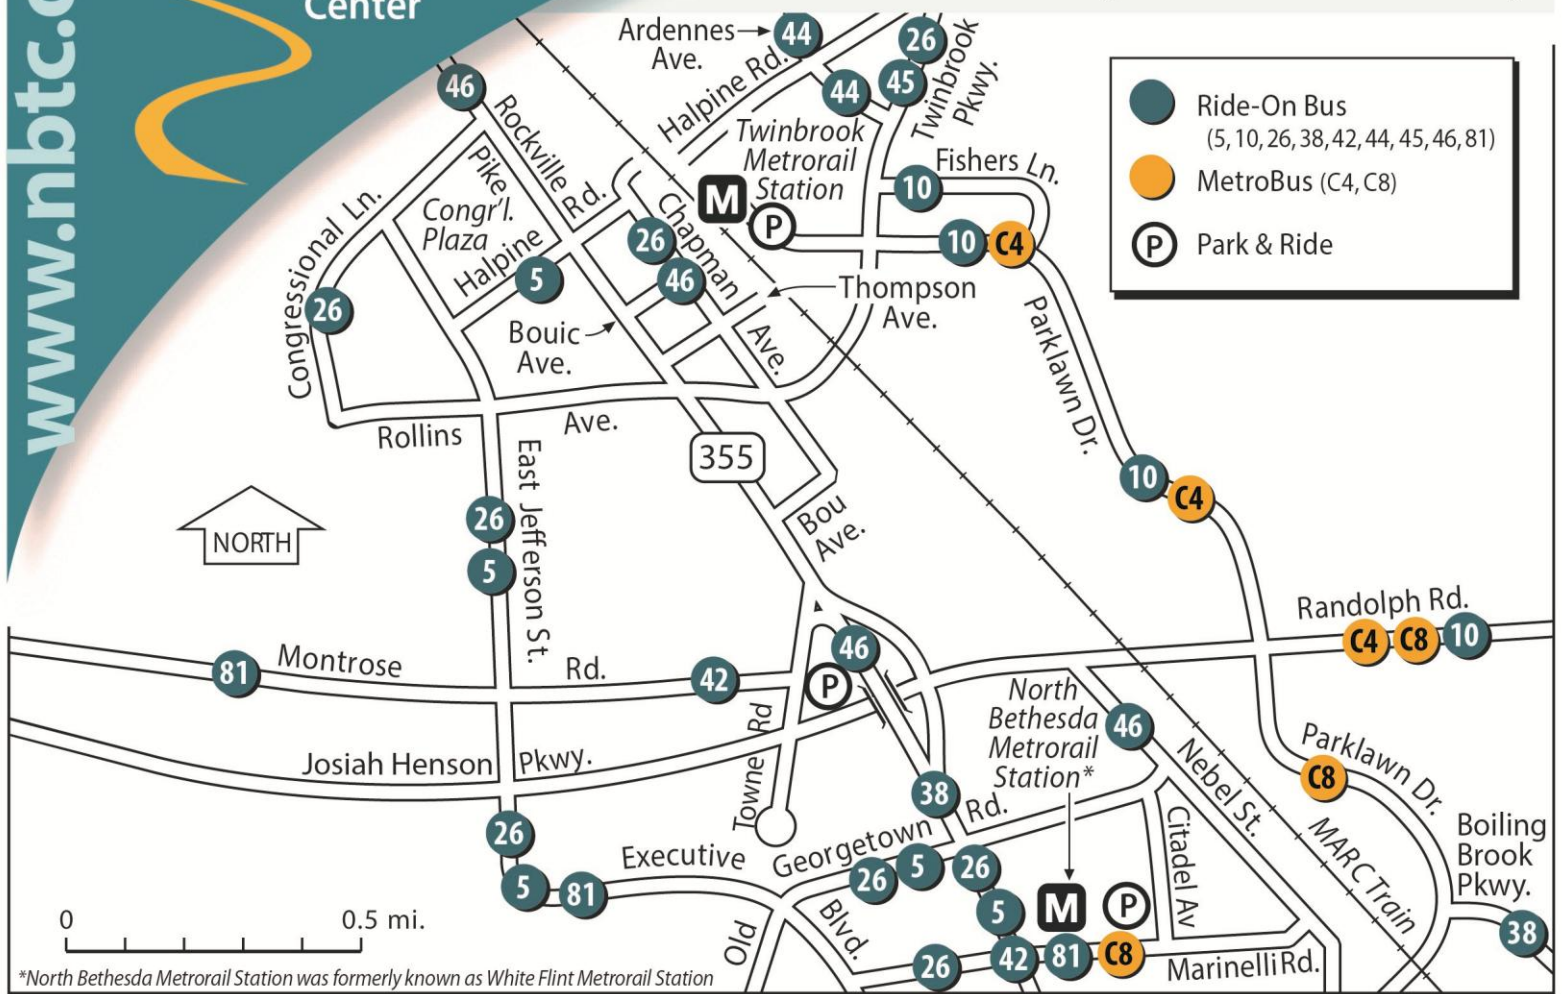 Center
www.nbtc.o
Ardennes
Ave.
44
26
Twinbrook
Pkwy.
Halpine Rd.
44
45
46
Rockville
Pike
Twinbrook
Metrorail
Station
M
P
Fishers Ln.
10
10
C4
Ride-On Bus
(5, 10, 26, 38, 42, 44, 45, 46, 81)
MetroBus (C4, C8)
P
Park & Ride
Congressional Ln.
Congr'l.
Plaza
Halpine
Rd.
5
26
46
Chapman
Ave.
26
Bouic
Ave.
Thompson
Ave.
Parklawn Dr.
Rollins
Ave.
355
Bou
Ave.
10
C4
NORTH
26
5
East Jefferson St.
Randolph Rd.
C4
C8
10
81
Montrose
Rd.
42
46
P
North
Bethesda
Metrorail
Station*
46
Nebel St.
Josiah Henson
Pkwy.
Towne Rd
38
Parklawn Dr.
C8
26
5
81
Executive
Blvd.
Georgetown
Rd.
Old
26
5
26
5
M
P
Citadel Av
MARC Train
Boiling
Brook
Pkwy.
38
0
0.5 mi.
26
42
81
C8
Marinelli Rd.
*North Bethesda Metrorail Station was formerly known as White Flint Metrorail Station